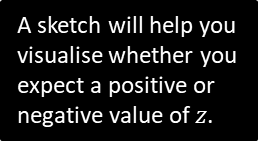 A sketch will help you
visualise whether you
expect a positive or
negative value of z.